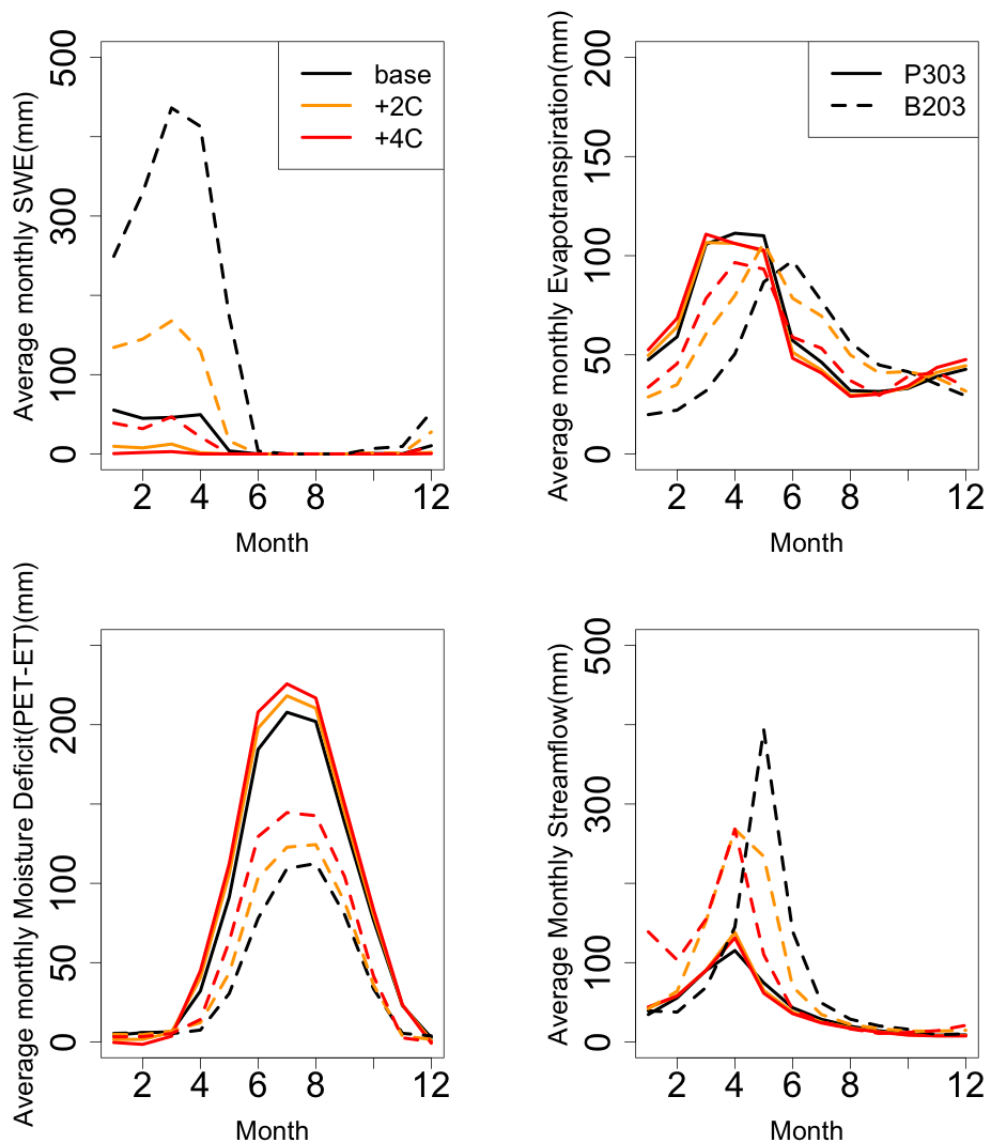 Average monthly SWE(mm)
500
300
100
0
base
+2C
+4C
2 4 6 8 12
Month
Average monthly Evapotranspiration(mm)
200
150
100
50
0
P303
B203
2 4 6 8 12
Month
Average monthly Moisture Deficit(PET-ET)(mm)
200
100
50
0
2 4 6 8 12
Month
Average Monthly Streamflow(mm)
500
300
100
0
2 4 6 8 12
Month